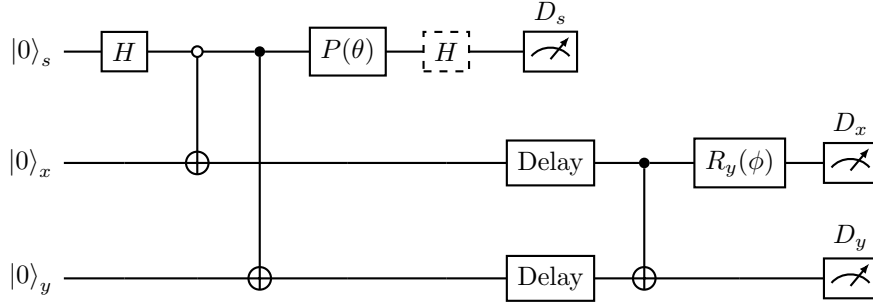 D_s
|0⟩_s H P(θ) H
D_x
|0⟩_x Delay R_y(ϕ)
D_y
|0⟩_y Delay